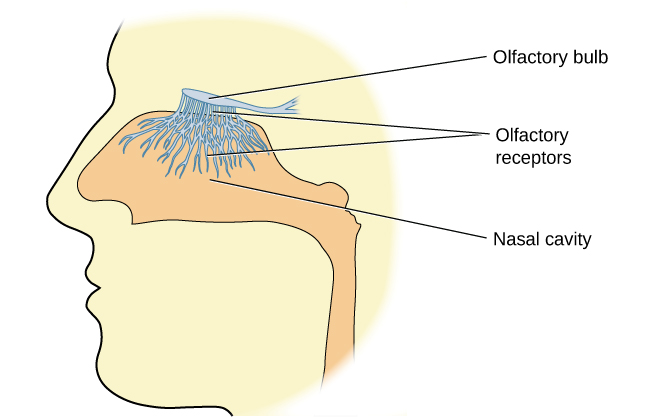 Olfactory bulb
Olfactory
receptors
Nasal cavity